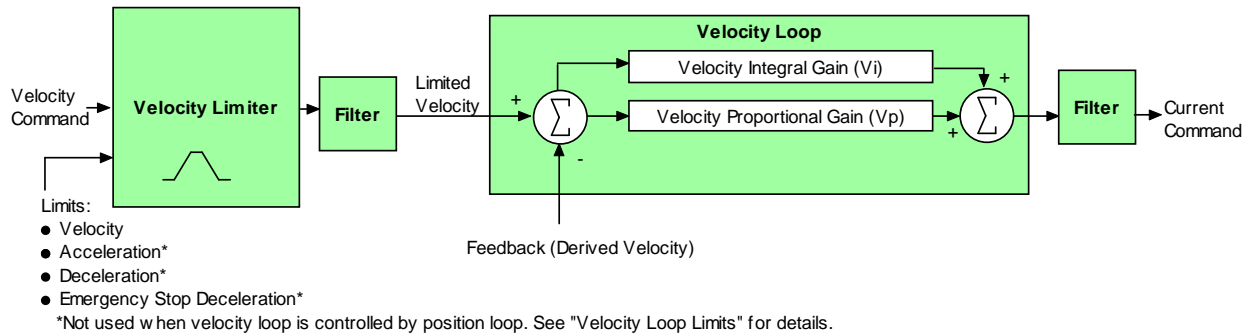 Velocity Loop
Velocity Integral Gain (Vi)
+
Velocity
Command
Velocity Limiter
Filter
Limited
Velocity
+
∑
Velocity Proportional Gain (Vp)
+
∑
Filter
Current
Command
-
Limits:
● Velocity
● Acceleration*
● Deceleration*
● Emergency Stop Deceleration*
Feedback (Derived Velocity)
*Not used when velocity loop is controlled by position loop. See "Velocity Loop Limits" for details.